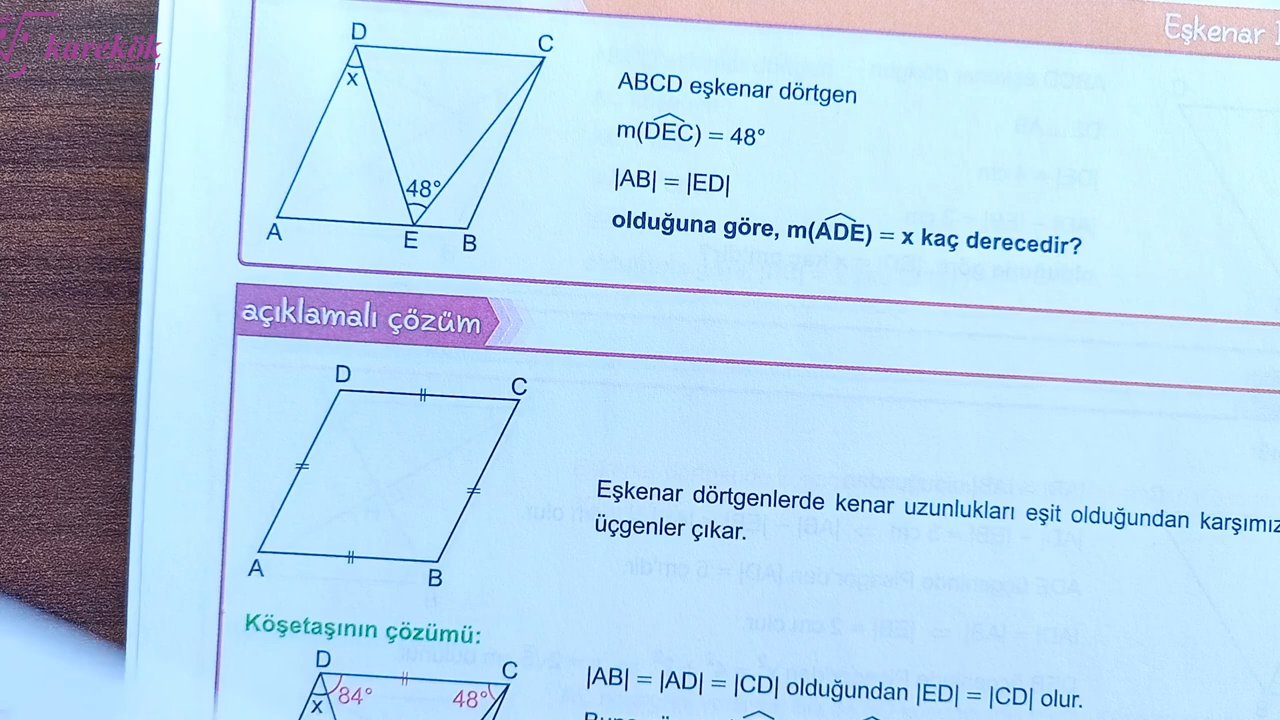 karekök
Eşkenar
D
C
x
48°
A
E
B
ABCD eşkenar dörtgen
m(DEC) = 48°
|AB| = |ED|
olduğuna göre, m(ADE) = x kaç derecedir?
açıklamalı çözüm
D
C
A
B
Eşkenar dörtgenlerde kenar uzunlukları eşit olduğundan karşımız
üçgenler çıkar.
Köşetaşının çözümü:
D
C
x
84°
48°
|AB| = |AD| = |CD| olduğundan |ED| = |CD| olur.